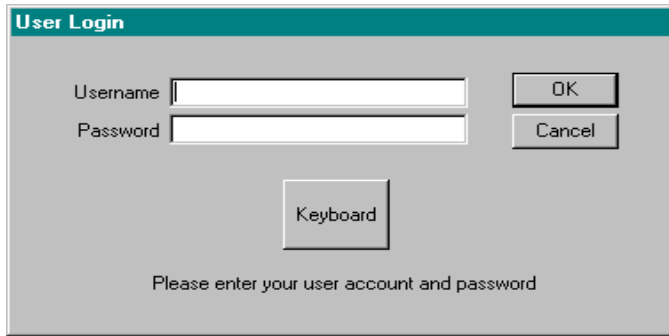 User Login
Username
OK
Password
Cancel
Keyboard
Please enter your user account and password